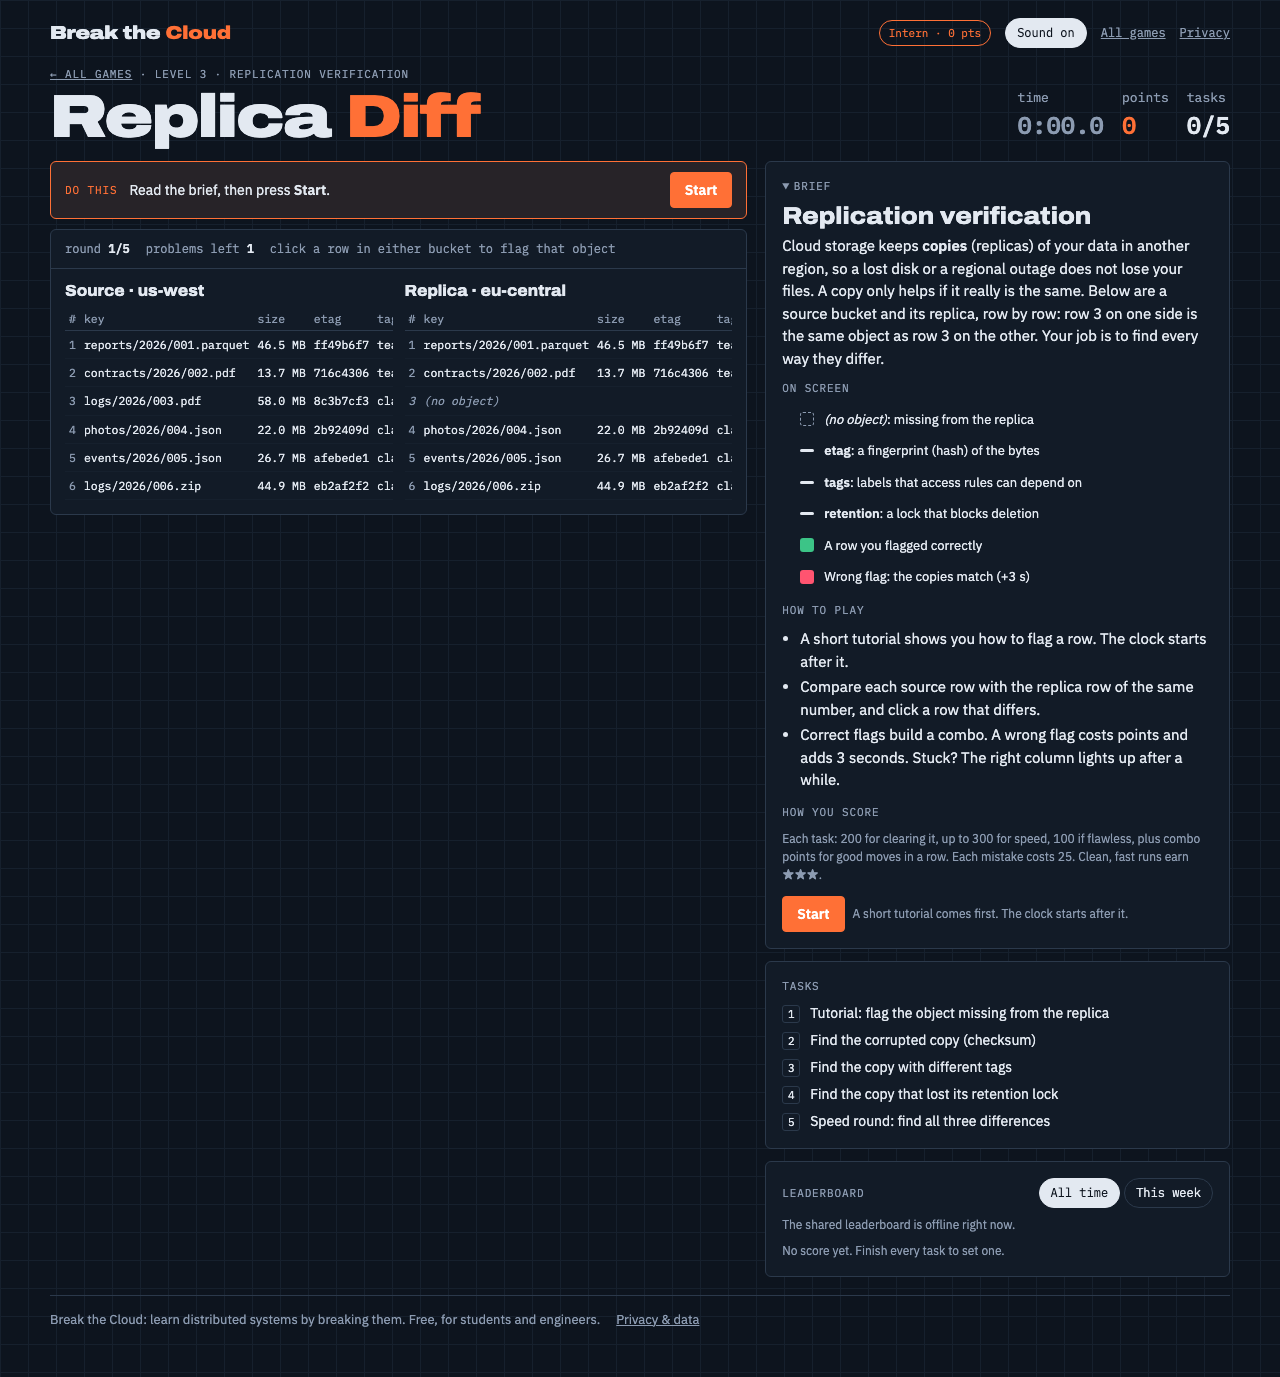 Break the Cloud
Intern · 0 pts
Sound on
All games
Privacy
← ALL GAMES · LEVEL 3 · REPLICATION VERIFICATION
Replica Diff
time
0:00.0
points
0
tasks
0/5
DO THIS Read the brief, then press Start.
Start
round 1/5 problems left 1 click a row in either bucket to flag that object
Source · us-west
# key size etag
1 reports/2026/001.parquet 46.5 MB ff49b6f7
2 contracts/2026/002.pdf 13.7 MB 716c4306
3 logs/2026/003.pdf 58.0 MB 8c3b7cf3
4 photos/2026/004.json 22.0 MB 2b92409d
5 events/2026/005.json 26.7 MB afebede1
6 logs/2026/006.zip 44.9 MB eb2af2f2
Replica · eu-central
# key size etag
1 reports/2026/001.parquet 46.5 MB ff49b6f7
2 contracts/2026/002.pdf 13.7 MB 716c4306
3 (no object)
4 photos/2026/004.json 22.0 MB 2b92409d
5 events/2026/005.json 26.7 MB afebede1
6 logs/2026/006.zip 44.9 MB eb2af2f2
▼ BRIEF
Replication verification
Cloud storage keeps copies (replicas) of your data in another
region, so a lost disk or a regional outage does not lose your
files. A copy only helps if it really is the same. Below are a
source bucket and its replica, row by row: row 3 on one side is
the same object as row 3 on the other. Your job is to find every
way they differ.
ON SCREEN
(no object): missing from the replica
etag: a fingerprint (hash) of the bytes
tags: labels that access rules can depend on
retention: a lock that blocks deletion
A row you flagged correctly
Wrong flag: the copies match (+3 s)
HOW TO PLAY
• A short tutorial shows you how to flag a row. The clock starts
after it.
• Compare each source row with the replica row of the same
number, and click a row that differs.
• Correct flags build a combo. A wrong flag costs points and
adds 3 seconds. Stuck? The right column lights up after a
while.
HOW YOU SCORE
Each task: 200 for clearing it, up to 300 for speed, 100 if flawless, plus combo
points for good moves in a row. Each mistake costs 25. Clean, fast runs earn
★★★.
Start
A short tutorial comes first. The clock starts after it.
TASKS
1 Tutorial: flag the object missing from the replica
2 Find the corrupted copy (checksum)
3 Find the copy with different tags
4 Find the copy that lost its retention lock
5 Speed round: find all three differences
LEADERBOARD
All time
This week
The shared leaderboard is offline right now.
No score yet. Finish every task to set one.
Break the Cloud: learn distributed systems by breaking them. Free, for students and engineers.
Privacy & data